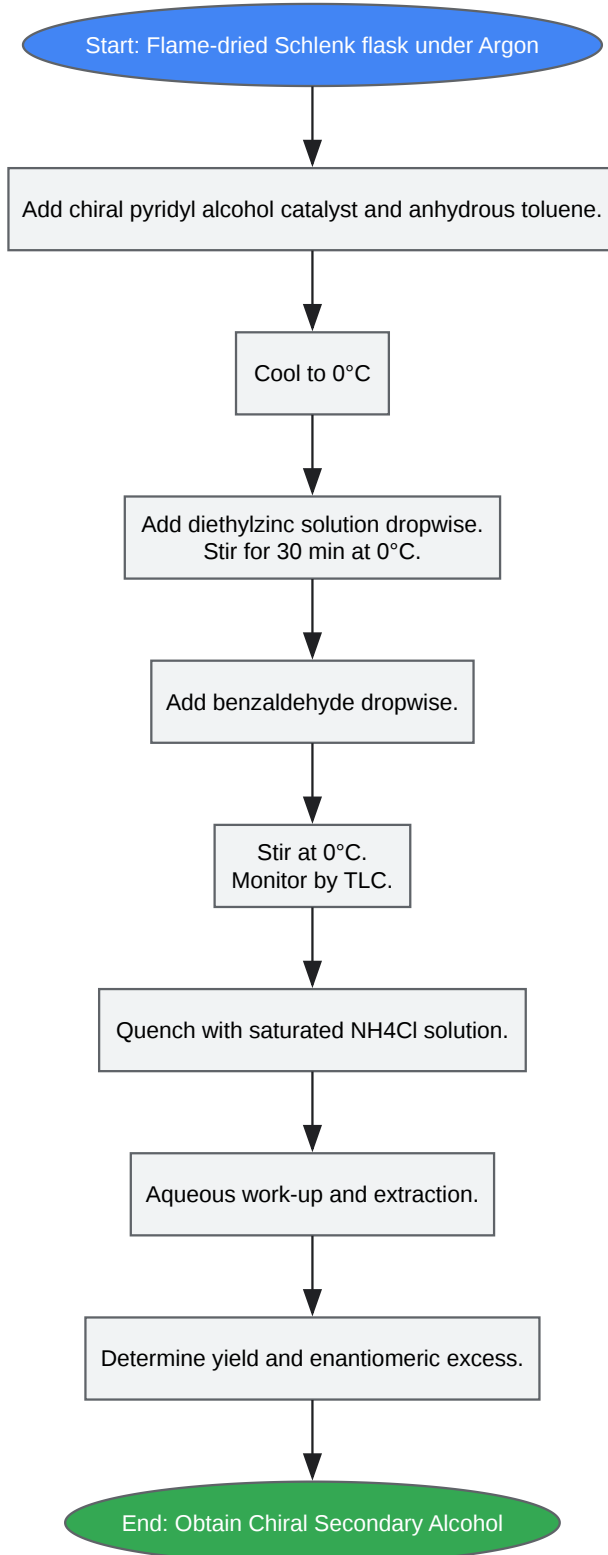 Start: Flame-dried Schlenk flask under Argon
Add chiral pyridyl alcohol catalyst and anhydrous toluene.
Cool to 0°C
Add diethylzinc solution dropwise.
Stir for 30 min at 0°C.
Add benzaldehyde dropwise.
Stir at 0°C.
Monitor by TLC.
Quench with saturated NH4Cl solution.
Aqueous work-up and extraction.
Determine yield and enantiomeric excess.
End: Obtain Chiral Secondary Alcohol